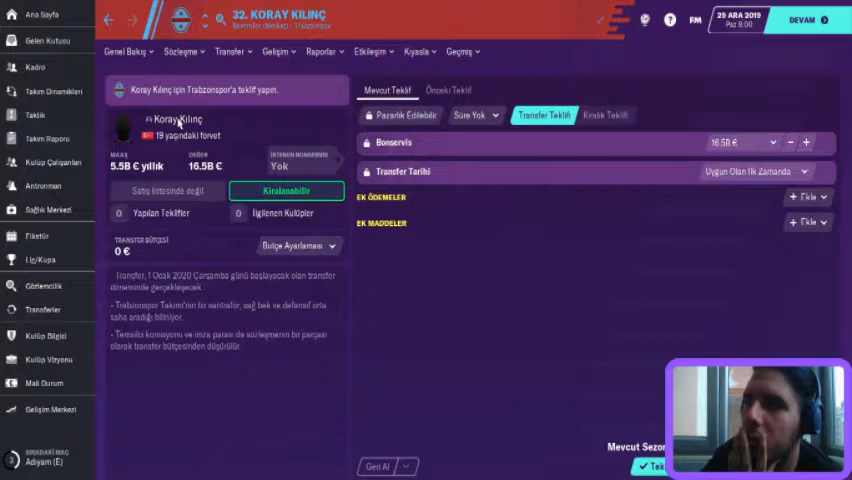 Ana Sayfa
Gelen Kutusu
Kadro
Takım Dinamikleri
Taktik
Takım Raporu
Kulüp Çalışanları
Antrenman
Sağlık Merkezi
Fikstür
Lig/Kupa
Gözlemcilik
Transferler
Kulüp Bilgisi
Kulüp Vizyonu
Mali Durum
Gelişim Merkezi
3
SIRADAKİ MAÇ
Adıyam (E)
32. KORAY KILINÇ
Santrafor (Merkez) - Trabzonspor
FM
29 ARA 2019
Paz 8:00
DEVAM
Genel Bakış
Sözleşme
Transfer
Gelişim
Raporlar
Etkileşim
Kıyasla
Geçmiş
Koray Kılınç için Trabzonspor'a teklif yapın.
Koray Kılınç
19 yaşındaki forvet
MAAŞ
5.5B € yıllık
DEĞER
16.5B €
İSTENEN BONSERVİS
Yok
Satış listesinde değil
Kiralanabilir
0 Yapılan Teklifler
0 İlgilenen Kulüpler
TRANSFER BÜTÇESİ
0 €
Bütçe Ayarlaması
Transfer, 1 Ocak 2020 Çarşamba günü başlayacak olan transfer
döneminde gerçekleşecek.
- Trabzonspor Takımı'nın bir santrafor, sağ bek ve defansif orta
saha aradığı biliniyor.
- Temsilci komisyonu ve imza parası da sözleşmenin bir parçası
olarak transfer bütçesinden düşürülür.
Mevcut Teklif
Önceki Teklif
Pazarlık Edilebilir
Süre Yok
Transfer Teklifi
Kiralık Teklifi
Bonservis
16.5B €
Transfer Tarihi
Uygun Olan İlk Zamanda
EK ÖDEMELER
+ Ekle
EK MADDELER
+ Ekle
Geri Al
Mevcut Sezon